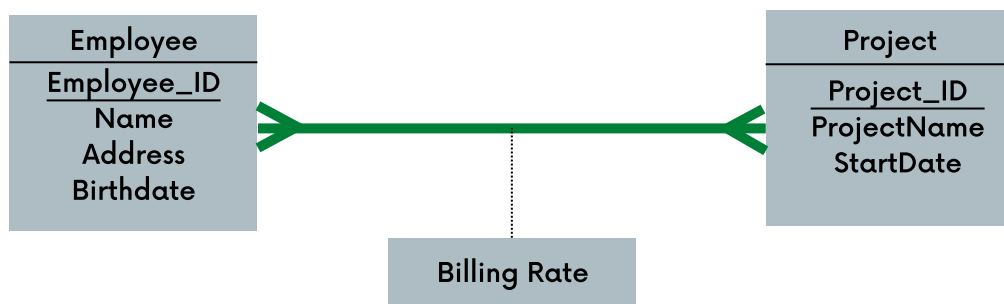 Employee
Employee_ID
Name
Address
Birthdate
Project
Project_ID
ProjectName
StartDate
Billing Rate